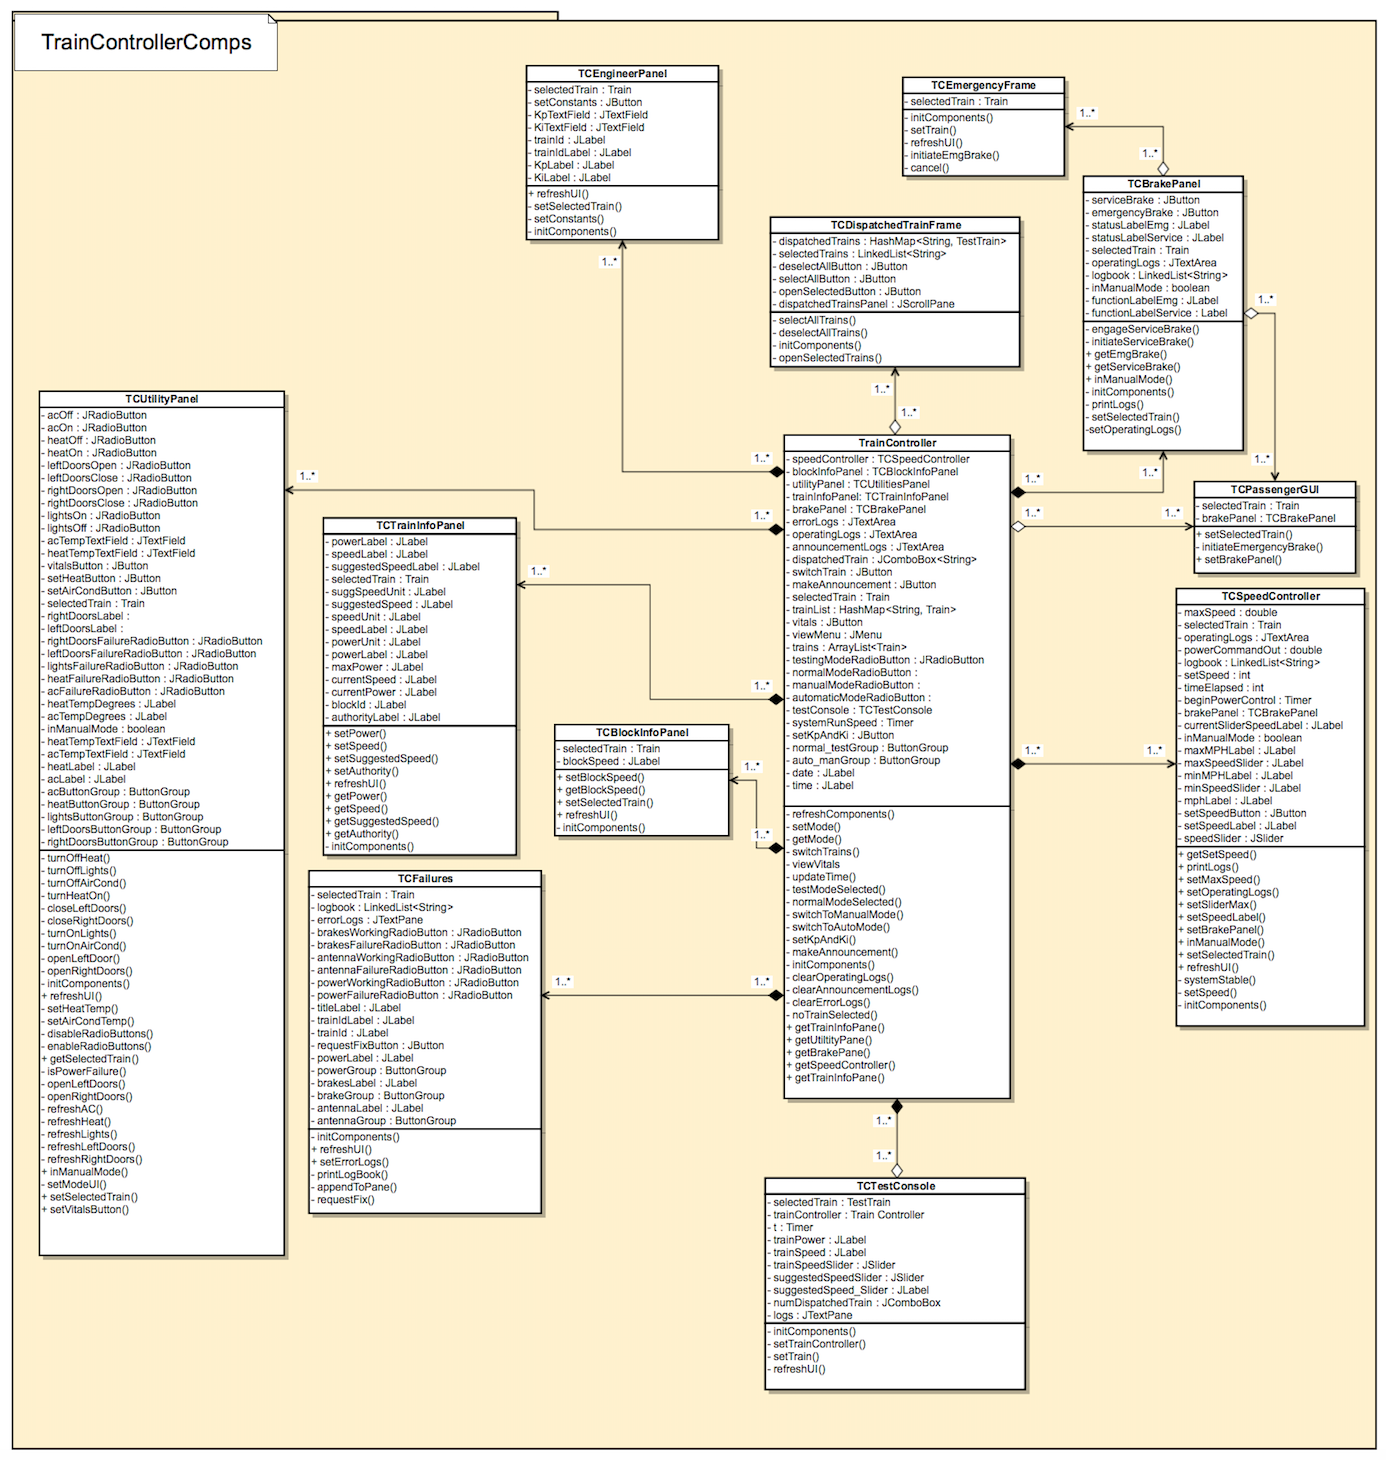 TrainControllerComps
TCEngineerPanel
- selectedTrain : Train
- setConstants : JButton
- KpTextField : JTextField
- KiTextField : JTextField
- trainId : JLabel
- trainIdLabel : JLabel
- KpLabel : JLabel
- KiLabel : JLabel
+ refreshUI()
- setSelectedTrain()
- setConstants()
- initComponents()
1..*
TCEmergencyFrame
- selectedTrain : Train
- initComponents()
- setTrain()
- refreshUI()
- initiateEmgBrake()
- cancel()
1..*
1..*
TCBrakePanel
- serviceBrake : JButton
- emergencyBrake : JButton
- statusLabelEmg : JLabel
- statusLabelService : JLabel
- selectedTrain : Train
- operatingLogs : JTextArea
- logbook : LinkedList<String>
- inManualMode : boolean
- functionLabelEmg : JLabel
- functionLabelService : Label
- engageServiceBrake()
- initiateServiceBrake()
+ getEmgBrake()
+ getServiceBrake()
+ inManualMode()
- initComponents()
- printLogs()
- setSelectedTrain()
-setOperatingLogs()
1..*
1..*
1..*
TCDispatchedTrainFrame
- dispatchedTrains : HashMap<String, TestTrain>
- selectedTrains : LinkedList<String>
- deselectAllButton : JButton
- selectAllButton : JButton
- openSelectedButton : JButton
- dispatchedTrainsPanel : JScrollPane
- selectAllTrains()
- deselectAllTrains()
- initComponents()
- openSelectedTrains()
1..*
1..*
TCUtilityPanel
- acOff : JRadioButton
- acOn : JRadioButton
- heatOff : JRadioButton
- heatOn : JRadioButton
- leftDoorsOpen : JRadioButton
- leftDoorsClose : JRadioButton
- rightDoorsOpen : JRadioButton
- rightDoorsClose : JRadioButton
- lightsOn : JRadioButton
- lightsOff : JRadioButton
- acTempTextField : JTextField
- heatTempTextField : JTextField
- vitalsButton : JButton
- setHeatButton : JButton
- setAirCondButton : JButton
- selectedTrain : Train
- rightDoorsLabel :
- leftDoorsLabel :
- rightDoorsFailureRadioButton : JRadioButton
- leftDoorsFailureRadioButton : JRadioButton
- lightsFailureRadioButton : JRadioButton
- heatFailureRadioButton : JRadioButton
- acFailureRadioButton : JRadioButton
- heatTempDegrees : JLabel
- acTempDegrees : JLabel
- inManualMode : boolean
- heatTempTextField : JTextField
- acTempTextField : JTextField
- heatLabel : JLabel
- acLabel : JLabel
- acButtonGroup : ButtonGroup
- heatButtonGroup : ButtonGroup
- lightsButtonGroup : ButtonGroup
- leftDoorsButtonGroup : ButtonGroup
- rightDoorsButtonGroup : ButtonGroup
- turnOffHeat()
- turnOffLights()
- turnOffAirCond()
- turnHeatOn()
- closeLeftDoors()
- closeRightDoors()
- turnOnLights()
- turnOnAirCond()
- openLeftDoor()
- openRightDoors()
- initComponents()
+ refreshUI()
- setHeatTemp()
- setAirCondTemp()
- disableRadioButtons()
- enableRadioButtons()
+ getSelectedTrain()
- isPowerFailure()
- openLeftDoors()
- openRightDoors()
- refreshAC()
- refreshHeat()
- refreshLights()
- refreshLeftDoors()
- refreshRightDoors()
+ inManualMode()
- setModeUI()
+ setSelectedTrain()
+ setVitalsButton()
1..*
TCTrainInfoPanel
- powerLabel : JLabel
- speedLabel : JLabel
- suggestedSpeedLabel : JLabel
- selectedTrain : Train
- suggSpeedUnit : JLabel
- suggestedSpeed : JLabel
- speedUnit : JLabel
- speedLabel : JLabel
- powerUnit : JLabel
- powerLabel : JLabel
- maxPower : JLabel
- currentSpeed : JLabel
- currentPower : JLabel
- blockId : JLabel
- authorityLabel : JLabel
+ setPower()
+ setSpeed()
+ setSuggestedSpeed()
+ setAuthority()
+ refreshUI()
+ getPower()
+ getSpeed()
+ getSuggestedSpeed()
+ getAuthority()
- initComponents()
1..*
TCBlockInfoPanel
- selectedTrain : Train
- blockSpeed : JLabel
+ setBlockSpeed()
+ getBlockSpeed()
+ setSelectedTrain()
+ refreshUI()
- initComponents()
1..*
TCFailures
- selectedTrain : Train
- logbook : LinkedList<String>
- errorLogs : JTextPane
- brakesWorkingRadioButton : JRadioButton
- brakesFailureRadioButton : JRadioButton
- antennaWorkingRadioButton : JRadioButton
- antennaFailureRadioButton : JRadioButton
- powerWorkingRadioButton : JRadioButton
- powerFailureRadioButton : JRadioButton
- titleLabel : JLabel
- trainIdLabel : JLabel
- trainId : JLabel
- requestFixButton : JButton
- powerLabel : JLabel
- powerGroup : ButtonGroup
- brakesLabel : JLabel
- brakeGroup : ButtonGroup
- antennaLabel : JLabel
- antennaGroup : ButtonGroup
- initComponents()
+ refreshUI()
+ setErrorLogs()
- printLogBook()
- appendToPane()
- requestFix()
1..*
TrainController
- speedController : TCSpeedController
- blockInfoPanel : TCBlockInfoPanel
- utilityPanel : TCUtilitiesPanel
- trainInfoPanel: TCTrainInfoPanel
- brakePanel : TCBrakePanel
- errorLogs : JTextArea
- operatingLogs : JTextArea
- announcementLogs : JTextArea
- dispatchedTrain : JComboBox<String>
- switchTrain : JButton
- makeAnnouncement : JButton
- selectedTrain : Train
- trainList : HashMap<String, Train>
- vitals : JButton
- viewMenu : JMenu
- trains : ArrayList<Train>
- testingModeRadioButton : JRadioButton
- normalModeRadioButton :
- manualModeRadioButton :
- automaticModeRadioButton :
- testConsole : TCTestConsole
- systemRunSpeed : Timer
- setKpAndKi : JButton
- normal_testGroup : ButtonGroup
- auto_manGroup : ButtonGroup
- date : JLabel
- time : JLabel
- refreshComponents()
- setMode()
- getMode()
- switchTrains()
- viewVitals
- updateTime()
- testModeSelected()
- normalModeSelected()
- switchToManualMode()
- switchToAutoMode()
- setKpAndKi()
- makeAnnouncement()
- initComponents()
- clearOperatingLogs()
- clearAnnouncementLogs()
- clearErrorLogs()
- noTrainSelected()
+ getTrainInfoPane()
+ getUtiltityPane()
+ getBrakePane()
+ getSpeedController()
+ getTrainInfoPane()
1..*
1..*
1..*
1..*
1..*
1..*
1..*
1..*
1..*
1..*
1..*
1..*
TCPassengerGUI
- selectedTrain : Train
- brakePanel : TCBrakePanel
+ setSelectedTrain()
- initiateEmergencyBrake()
+ setBrakePanel()
TCSpeedController
- maxSpeed : double
- selectedTrain : Train
- operatingLogs : JTextArea
- powerCommandOut : double
- logbook : LinkedList<String>
- setSpeed : int
- timeElapsed : int
- beginPowerControl : Timer
- brakePanel : TCBrakePanel
- currentSliderSpeedLabel : JLabel
- inManualMode : boolean
- maxMPHLabel : JLabel
- maxSpeedSlider : JLabel
- minMPHLabel : JLabel
- minSpeedSlider : JLabel
- mphLabel : JLabel
- setSpeedButton : JButton
- setSpeedLabel : JLabel
- speedSlider : JSlider
+ getSetSpeed()
+ printLogs()
+ setMaxSpeed()
+ setOperatingLogs()
+ setSliderMax()
+ setSpeedLabel()
+ setBrakePanel()
+ inManualMode()
+ setSelectedTrain()
+ refreshUI()
- systemStable()
- setSpeed()
- initComponents()
1..*
TCTestConsole
- selectedTrain : TestTrain
- trainController : Train Controller
- t : Timer
- trainPower : JLabel
- trainSpeed : JLabel
- trainSpeedSlider : JSlider
- suggestedSpeedSlider : JSlider
- suggestedSpeed_Slider : JLabel
- numDispatchedTrain : JComboBox
- logs : JTextPane
- initComponents()
- setTrainController()
- setTrain()
- refreshUI()